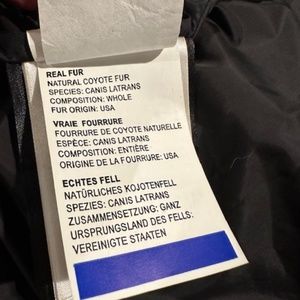 REAL FUR
NATURAL COYOTE FUR
SPECIES: CANIS LATRANS
COMPOSITION: WHOLE
FUR ORIGIN: USA
VRAIE FOURRURE
FOURRURE DE COYOTE NATURELLE
ESPÈCE: CANIS LATRANS
COMPOSITION: ENTIÈRE
ORIGINE DE LA FOURRURE: USA
ECHTES FELL
NATÜRLICHES KOJOTENFELL
SPEZIES: CANIS LATRANS
ZUSAMMENSETZUNG: GANZ
URSPRUNGSLAND DES FELLS:
VEREINIGTE STAATEN